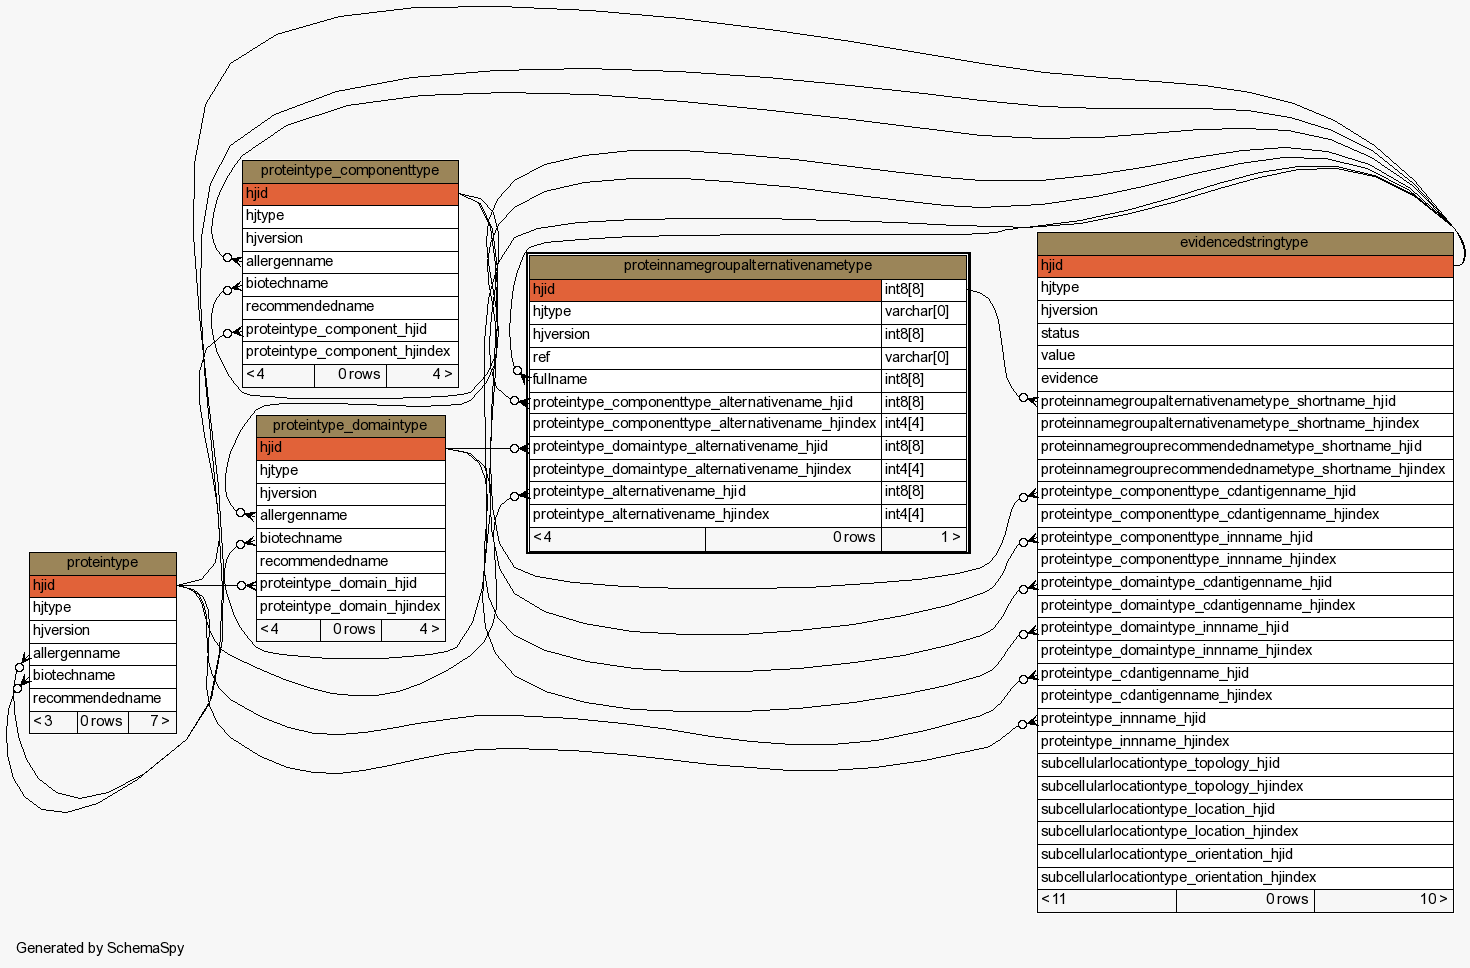 proteintype_componenttype
hjid
hjtype
hjversion
allergenname
biotechname
recommendedname
proteintype_component_hjid
proteintype_component_hjindex
< 4 0 rows 4 >
proteintype_domaintype
hjid
hjtype
hjversion
allergenname
biotechname
recommendedname
proteintype_domain_hjid
proteintype_domain_hjindex
< 4 0 rows 4 >
proteintype
hjid
hjtype
hjversion
allergenname
biotechname
recommendedname
< 3 0 rows 7 >
proteinnamegroupalternativenametype
hjid int8[8]
hjtype varchar[0]
hjversion int8[8]
ref varchar[0]
fullname int8[8]
proteintype_componenttype_alternativename_hjid int8[8]
proteintype_componenttype_alternativename_hjindex int4[4]
proteintype_domaintype_alternativename_hjid int8[8]
proteintype_domaintype_alternativename_hjindex int4[4]
proteintype_alternativename_hjid int8[8]
proteintype_alternativename_hjindex int4[4]
< 4 0 rows 1 >
evidencedstringtype
hjid
hjtype
hjversion
status
value
evidence
proteinnamegroupalternativenametype_shortname_hjid
proteinnamegroupalternativenametype_shortname_hjindex
proteinnamegrouprecommendednametype_shortname_hjid
proteinnamegrouprecommendednametype_shortname_hjindex
proteintype_componenttype_cdantigenname_hjid
proteintype_componenttype_cdantigenname_hjindex
proteintype_componenttype_innname_hjid
proteintype_componenttype_innname_hjindex
proteintype_domaintype_cdantigenname_hjid
proteintype_domaintype_cdantigenname_hjindex
proteintype_domaintype_innname_hjid
proteintype_domaintype_innname_hjindex
proteintype_cdantigenname_hjid
proteintype_cdantigenname_hjindex
proteintype_innname_hjid
proteintype_innname_hjindex
subcellularlocationtype_topology_hjid
subcellularlocationtype_topology_hjindex
subcellularlocationtype_location_hjid
subcellularlocationtype_location_hjindex
subcellularlocationtype_orientation_hjid
subcellularlocationtype_orientation_hjindex
< 11 0 rows 10 >
Generated by SchemaSpy